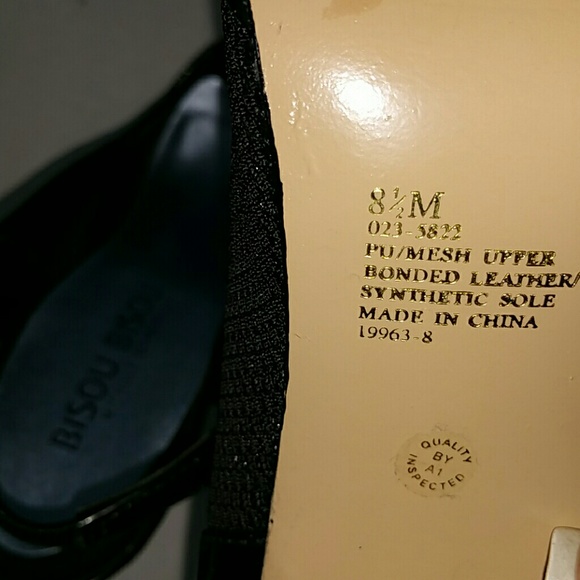 8½M
023-5822
PU/MESH UPPER
BONDED LEATHER/
SYNTHETIC SOLE
MADE IN CHINA
19963-8
QUALITY
BY
A1
INSPECTED
BISOU